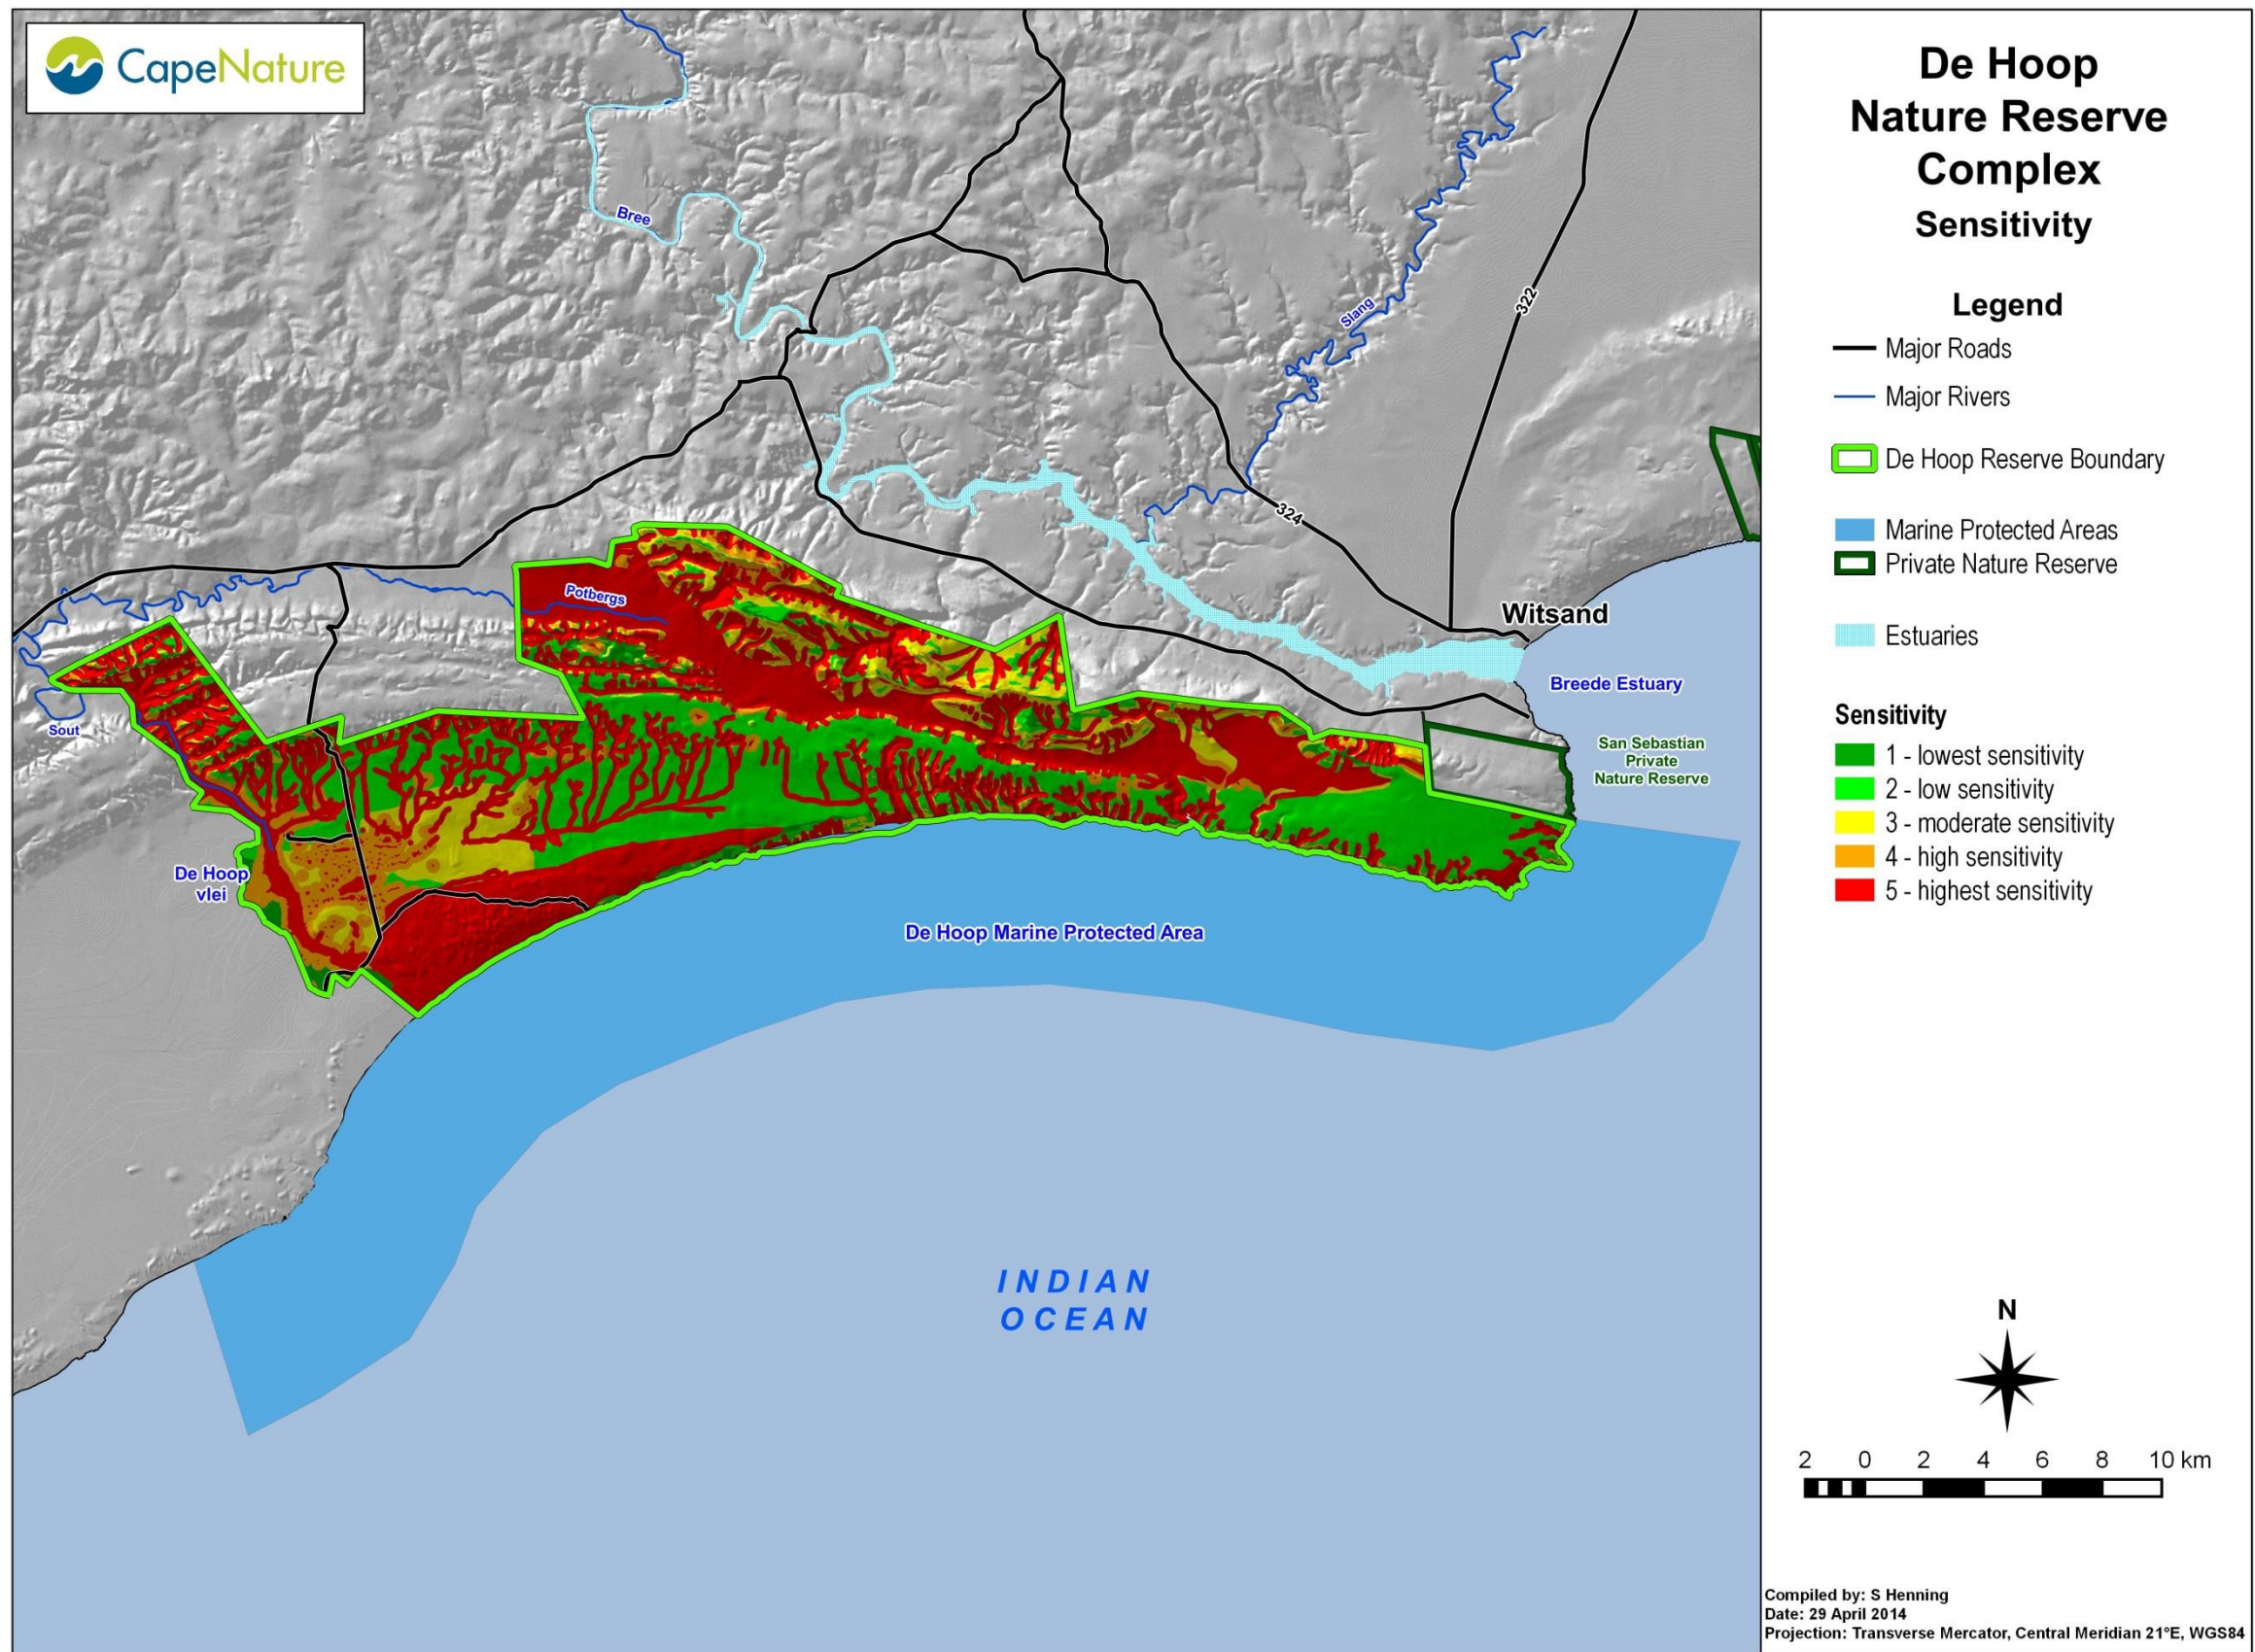 CapeNature
De Hoop
Nature Reserve
Complex
Sensitivity
Legend
Major Roads
Major Rivers
De Hoop Reserve Boundary
Marine Protected Areas
Private Nature Reserve
Estuaries
Sensitivity
1 - lowest sensitivity
2 - low sensitivity
3 - moderate sensitivity
4 - high sensitivity
5 - highest sensitivity
Bree
Slang
322
324
Potbergs
Witsand
Breede Estuary
Sout
San Sebastian
Private
Nature Reserve
De Hoop
vlei
De Hoop Marine Protected Area
INDIAN
OCEAN
N
2 0 2 4 6 8 10 km
Compiled by: S Henning
Date: 29 April 2014
Projection: Transverse Mercator, Central Meridian 21°E, WGS84